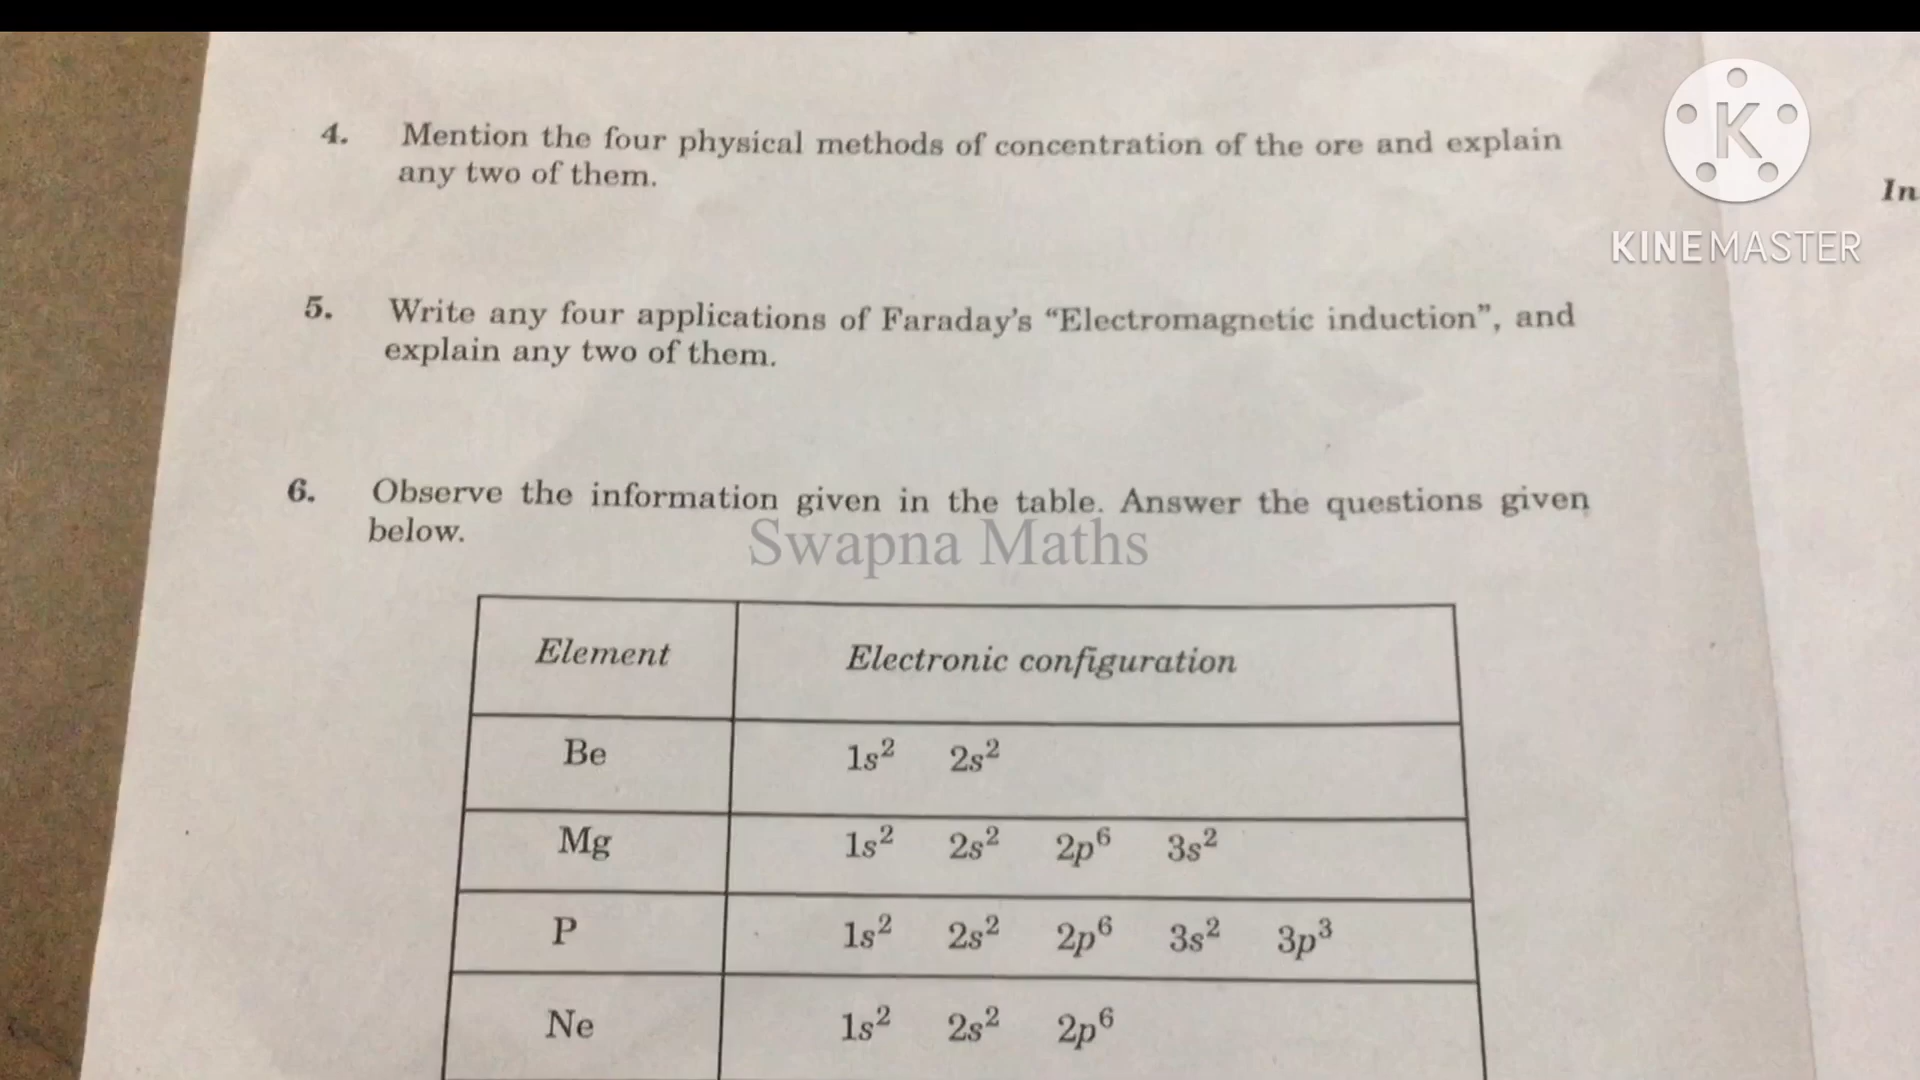 4. Mention the four physical methods of concentration of the ore and explain
any two of them.
K
KINEMASTER
In
5. Write any four applications of Faraday's “Electromagnetic induction”, and
explain any two of them.
6. Observe the information given in the table. Answer the questions given
below.
Swapna Maths
Element Electronic configuration
Be 1s² 2s²
Mg 1s² 2s² 2p⁶ 3s²
P 1s² 2s² 2p⁶ 3s² 3p³
Ne 1s² 2s² 2p⁶